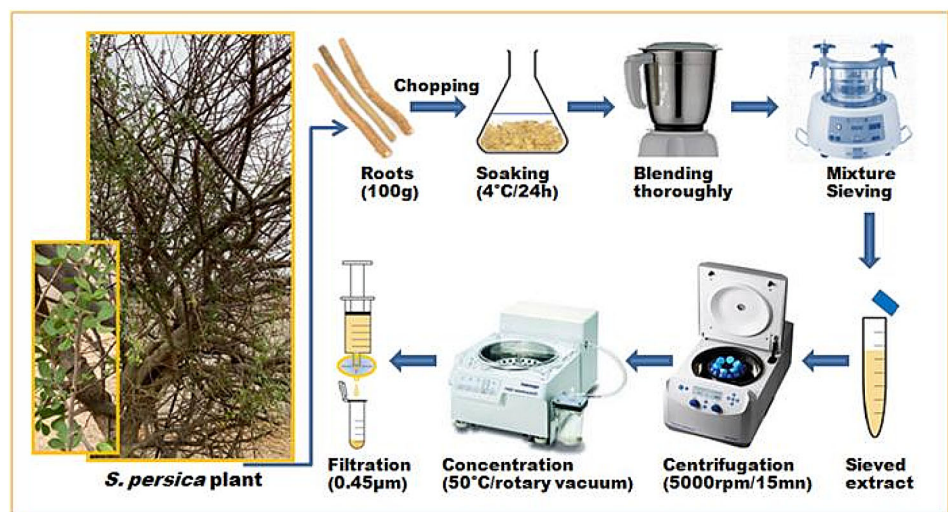 Chopping
Roots
(100g)
Soaking
(4°C/24h)
Blending
thoroughly
Mixture
Sieving
S. persica plant
Filtration
(0.45µm)
Concentration
(50°C/rotary vacuum)
Centrifugation
(5000rpm/15mn)
Sieved
extract